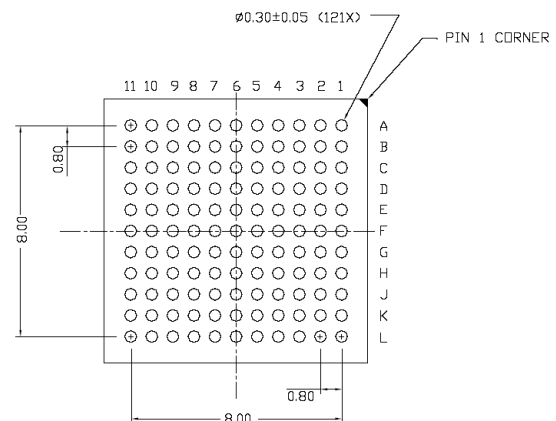 ø0.30±0.05 (121X)
PIN 1 CORNER
11 10 9 8 7 6 5 4 3 2 1
A
B
C
D
E
F
G
H
J
K
L
0.80
8.00
0.80
8.00